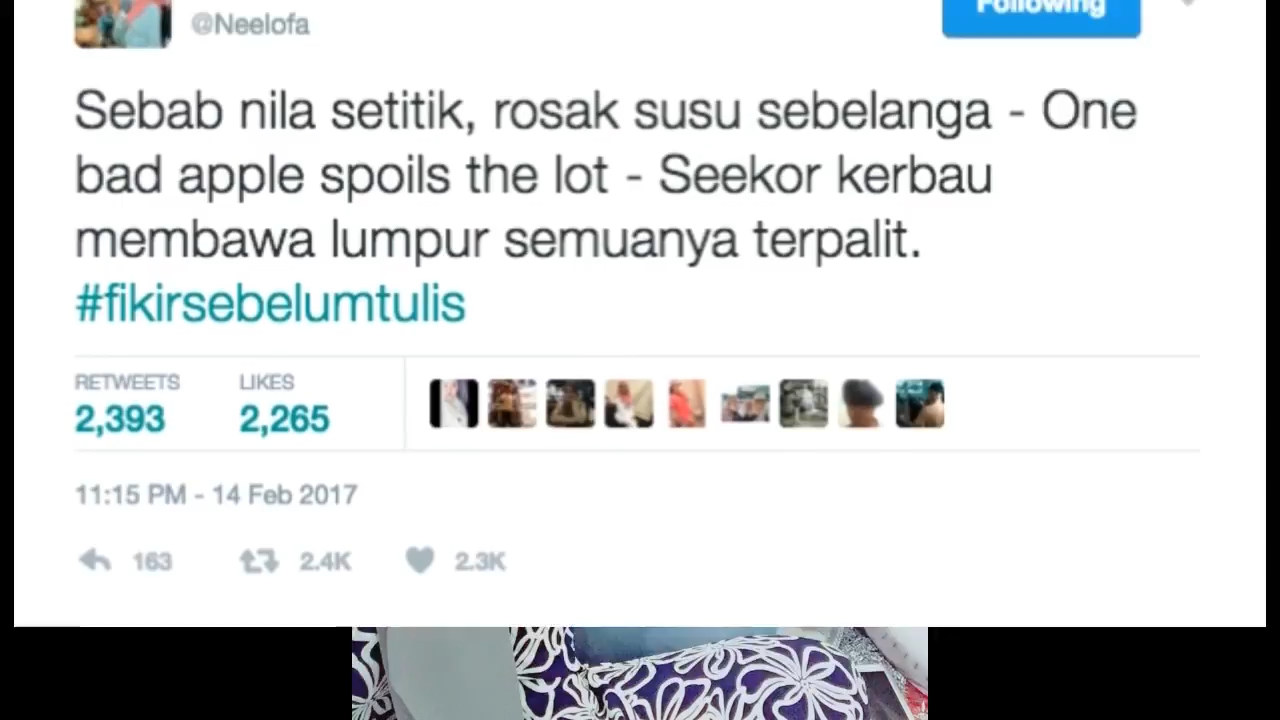 @Neelofa
Following
Sebab nila setitik, rosak susu sebelanga - One
bad apple spoils the lot - Seekor kerbau
membawa lumpur semuanya terpalit.
#fikirsebelumtulis
RETWEETS LIKES
2,393 2,265
11:15 PM - 14 Feb 2017
163 2.4K 2.3K